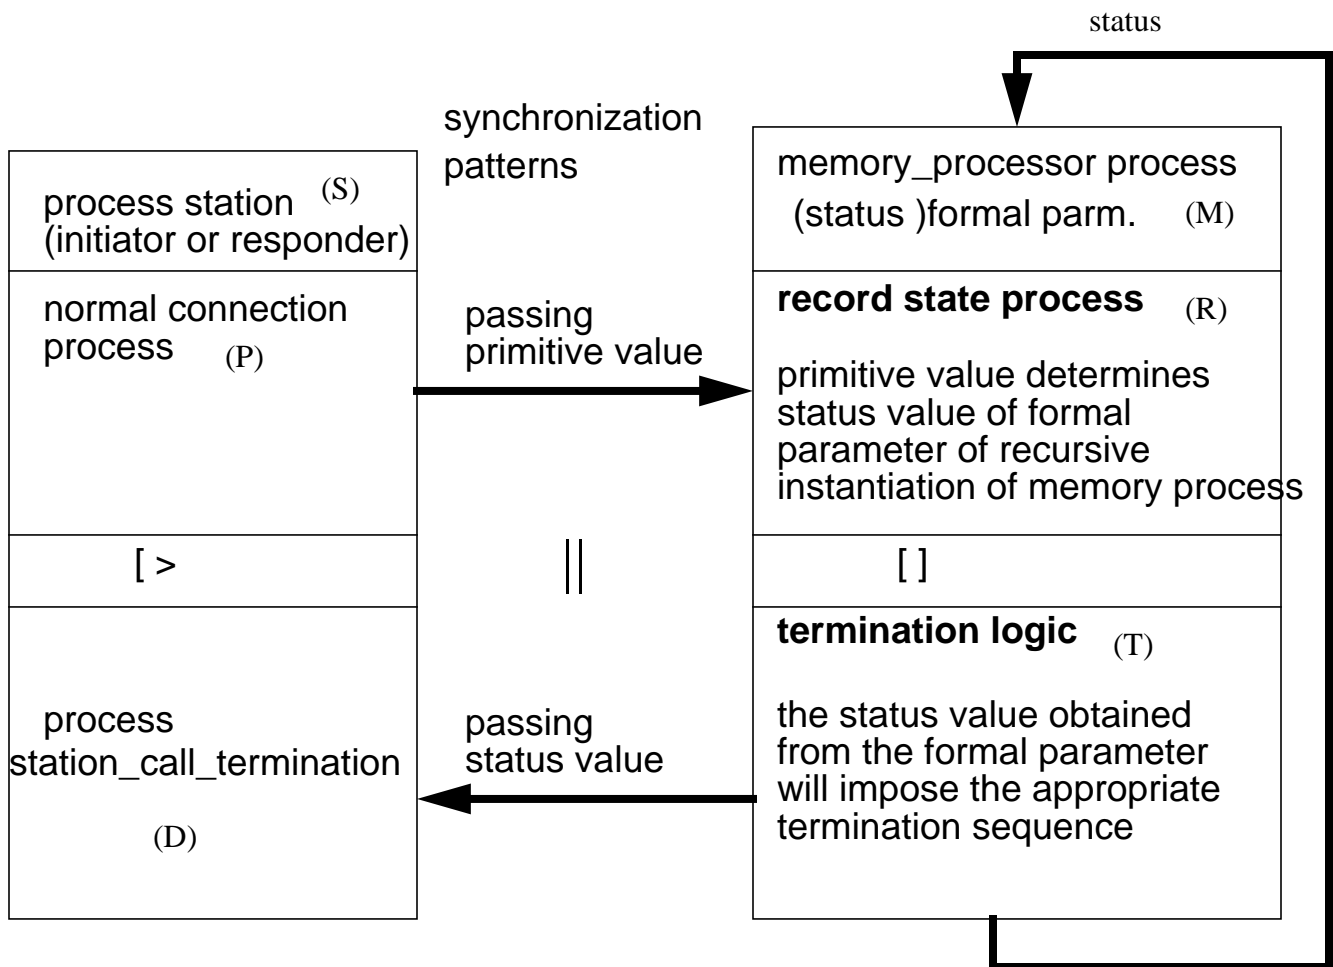 status
synchronization
patterns
process station (S)
(initiator or responder)
memory_processor process
(status )formal parm. (M)
normal connection
process (P)
passing
primitive value
record state process (R)
primitive value determines
status value of formal
parameter of recursive
instantiation of memory process
[ >
||
[ ]
process
station_call_termination
(D)
passing
status value
termination logic (T)
the status value obtained
from the formal parameter
will impose the appropriate
termination sequence